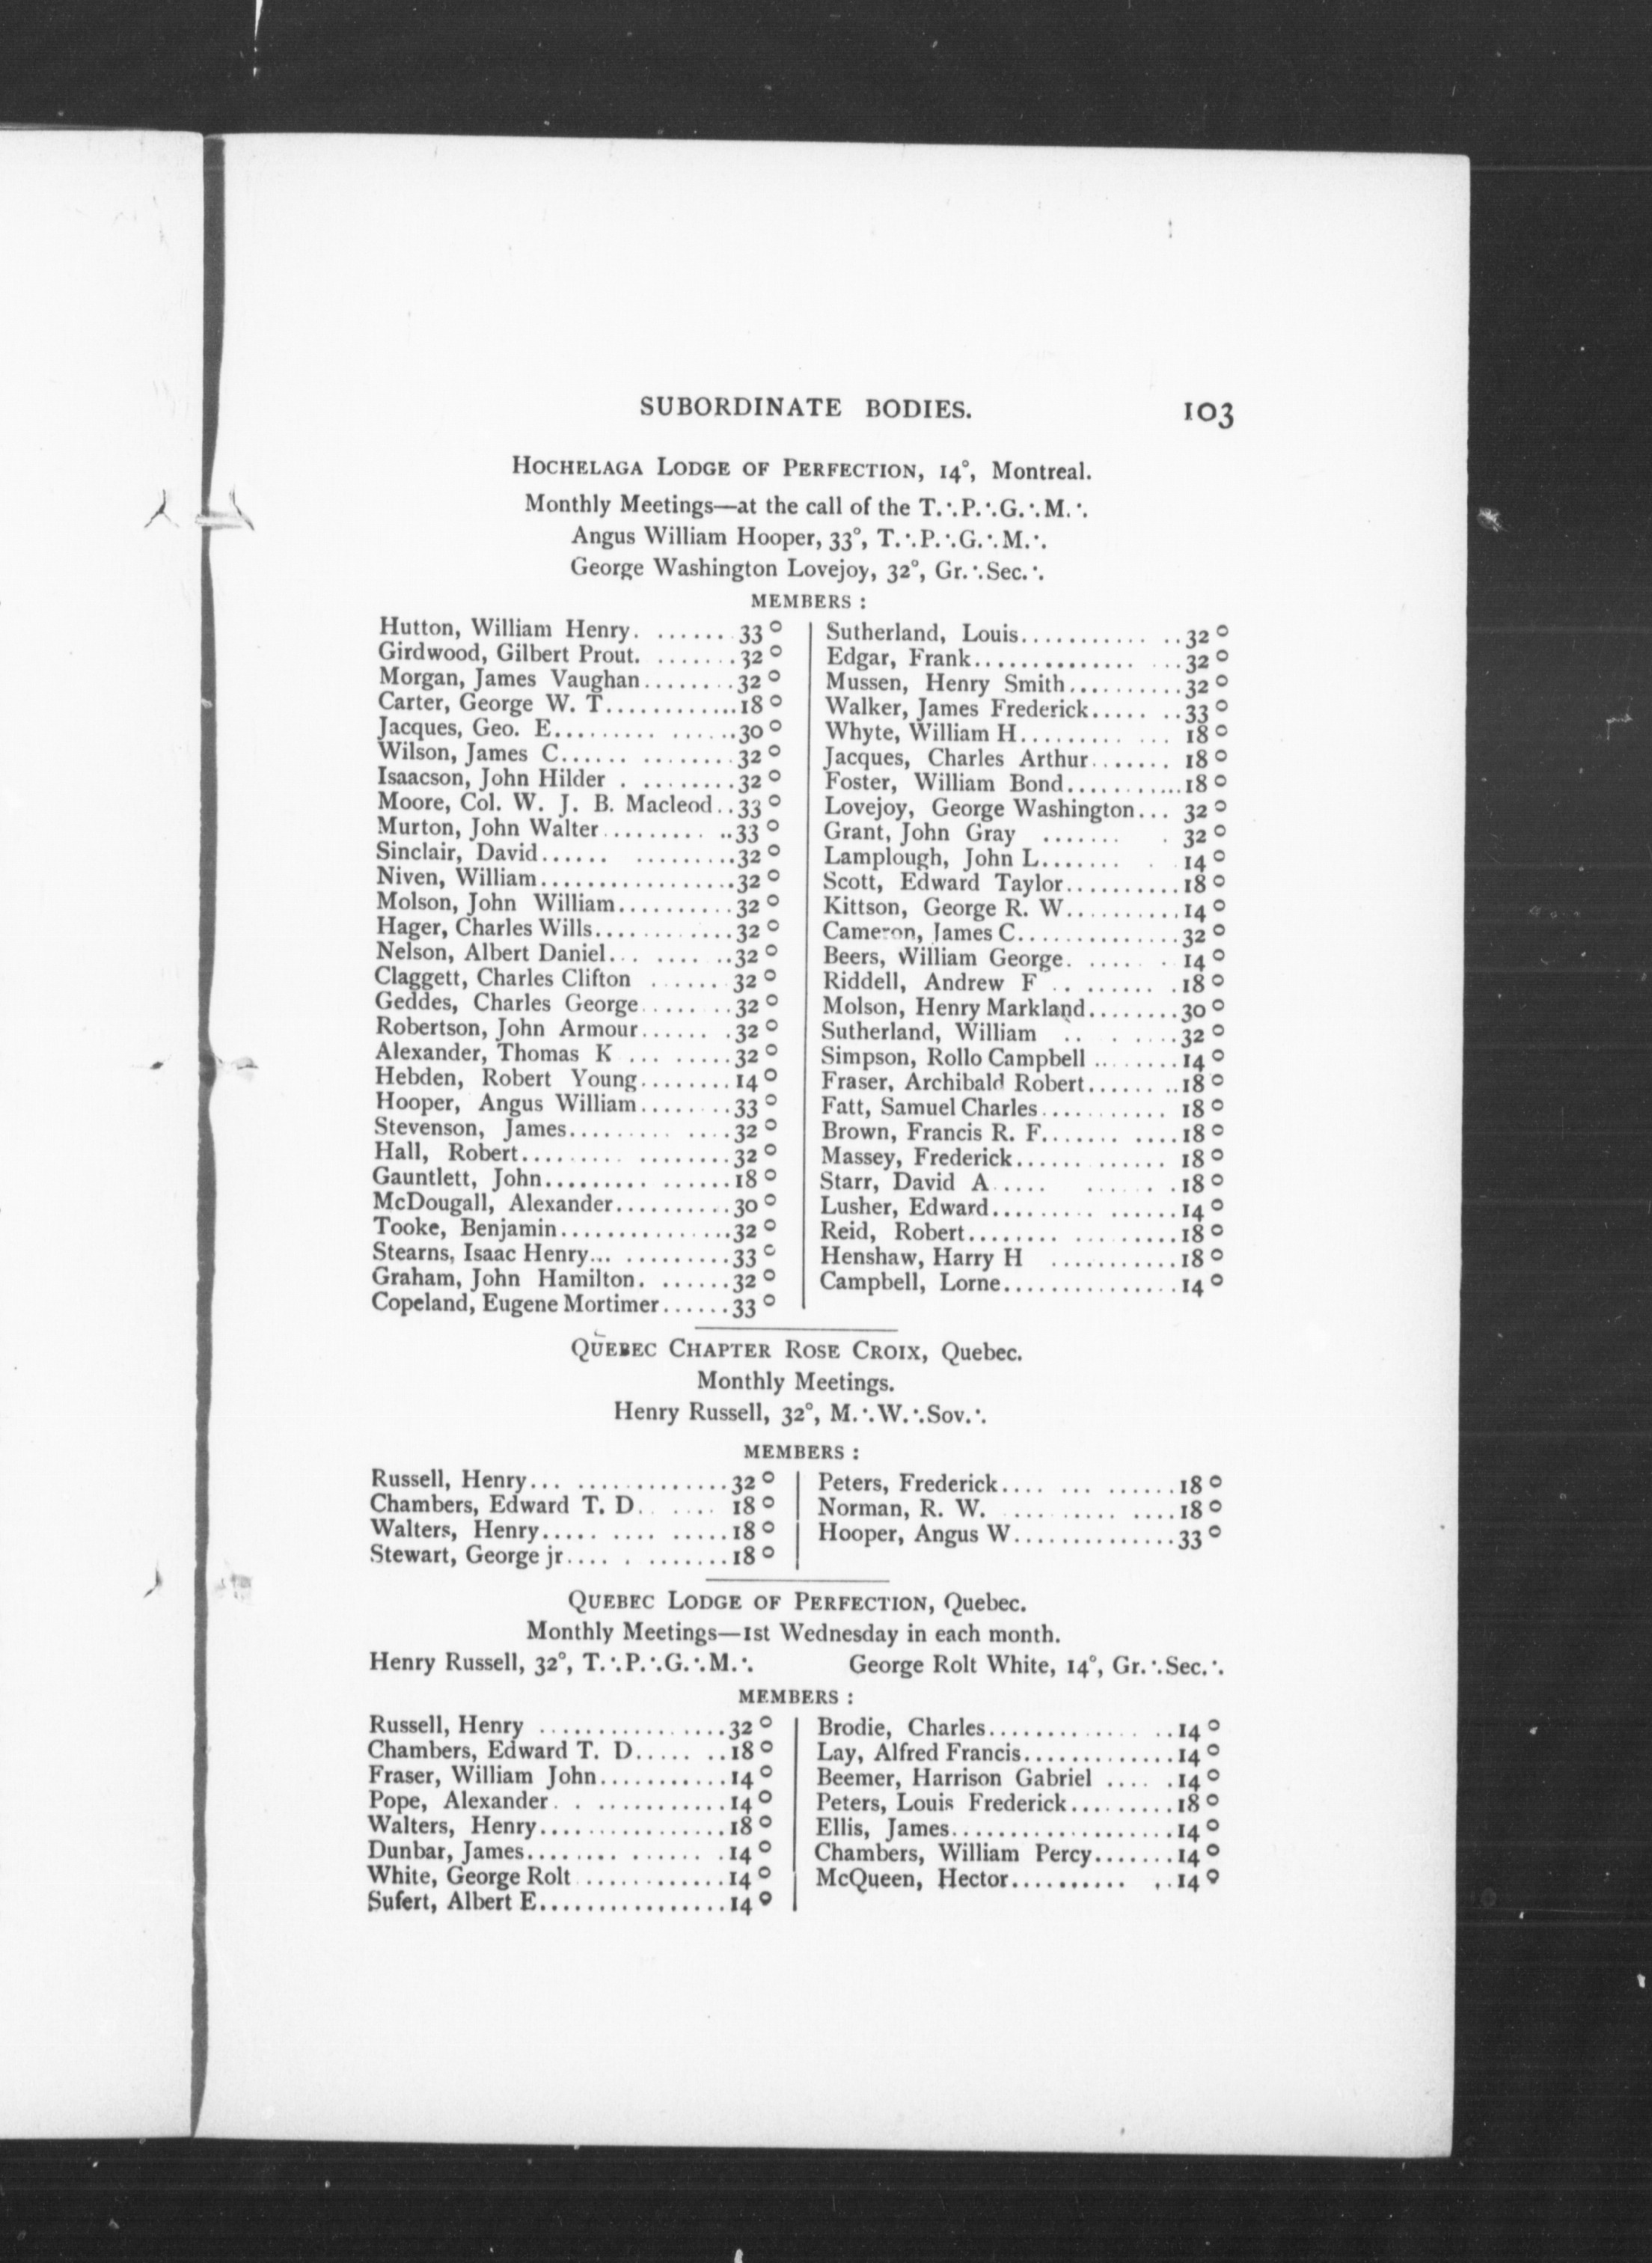 SUBORDINATE BODIES. 103
HOCHELAGA LODGE OF PERFECTION, 14°, Montreal.
Monthly Meetings—at the call of the T.∴P.∴G.∴M.∴
Angus William Hooper, 33°, T.∴P.∴G.∴M.∴
George Washington Lovejoy, 32°, Gr.∴Sec.∴
MEMBERS :
Hutton, William Henry. ....... 33°
Girdwood, Gilbert Prout. ....... 32°
Morgan, James Vaughan........ 32°
Carter, George W. T............ 18°
Jacques, Geo. E......... ...... 30°
Wilson, James C...... ......... 32°
Isaacson, John Hilder . ........ 32°
Moore, Col. W. J. B. Macleod.. 33°
Murton, John Walter......... .. 33°
Sinclair, David...... ......... 32°
Niven, William................. 32°
Molson, John William.......... 32°
Hager, Charles Wills............ 32°
Nelson, Albert Daniel... ...... 32°
Claggett, Charles Clifton ...... 32°
Geddes, Charles George........ 32°
Robertson, John Armour...... . 32°
Alexander, Thomas K ... ...... 32°
Hebden, Robert Young........ 14°
Hooper, Angus William........ 33°
Stevenson, James......... .... 32°
Hall, Robert......... ........ 32°
Gauntlett, John......... ...... 18°
McDougall, Alexander.......... 30°
Tooke, Benjamin............... 32°
Stearns, Isaac Henry... ......... 33°
Graham, John Hamilton. ...... 32°
Copeland, Eugene Mortimer...... 33°
Sutherland, Louis........... .. 32°
Edgar, Frank.............. ... 32°
Mussen, Henry Smith.......... 32°
Walker, James Frederick..... .. 33°
Whyte, William H......... ... 18°
Jacques, Charles Arthur....... 18°
Foster, William Bond........... 18°
Lovejoy, George Washington... 32°
Grant, John Gray ....... . 32°
Lamplough, John L....... . 14°
Scott, Edward Taylor.......... 18°
Kittson, George R. W.......... 14°
Cameron, James C.............. 32°
Beers, William George. ..... . 14°
Riddell, Andrew F .. ...... . 18°
Molson, Henry Markland........ 30°
Sutherland, William .. . .... 32°
Simpson, Rollo Campbell ........ 14°
Fraser, Archibald Robert...... .. 18°
Fatt, Samuel Charles........... 18°
Brown, Francis R. F....... .... 18°
Massey, Frederick...... ...... 18°
Starr, David A..... ...... . 18°
Lusher, Edward......... ...... 14°
Reid, Robert........ ......... 18°
Henshaw, Harry H ........... 18°
Campbell, Lorne............... 14°
QUEBEC CHAPTER ROSE CROIX, Quebec.
Monthly Meetings.
Henry Russell, 32°, M.∴W.∴Sov.∴
MEMBERS :
Russell, Henry... .............. 32°
Chambers, Edward T. D.. .... 18°
Walters, Henry..... .... ..... 18°
Stewart, George jr.... . ....... 18°
Peters, Frederick.... ... ...... 18°
Norman, R. W. ......... .... 18°
Hooper, Angus W.............. 33°
QUEBEC LODGE OF PERFECTION, Quebec.
Monthly Meetings—1st Wednesday in each month.
Henry Russell, 32°, T.∴P.∴G.∴M.∴ George Rolt White, 14°, Gr.∴Sec.∴
MEMBERS :
Russell, Henry ................ 32°
Chambers, Edward T. D..... .. 18°
Fraser, William John........... 14°
Pope, Alexander. . ............ 14°
Walters, Henry................ 18°
Dunbar, James........ ...... . 14°
White, George Rolt ............ 14°
Sufert, Albert E................ 14°
Brodie, Charles............ .. 14°
Lay, Alfred Francis............. 14°
Beemer, Harrison Gabriel .... . 14°
Peters, Louis Frederick......... 18°
Ellis, James................... 14°
Chambers, William Percy....... 14°
McQueen, Hector.......... .. 14°